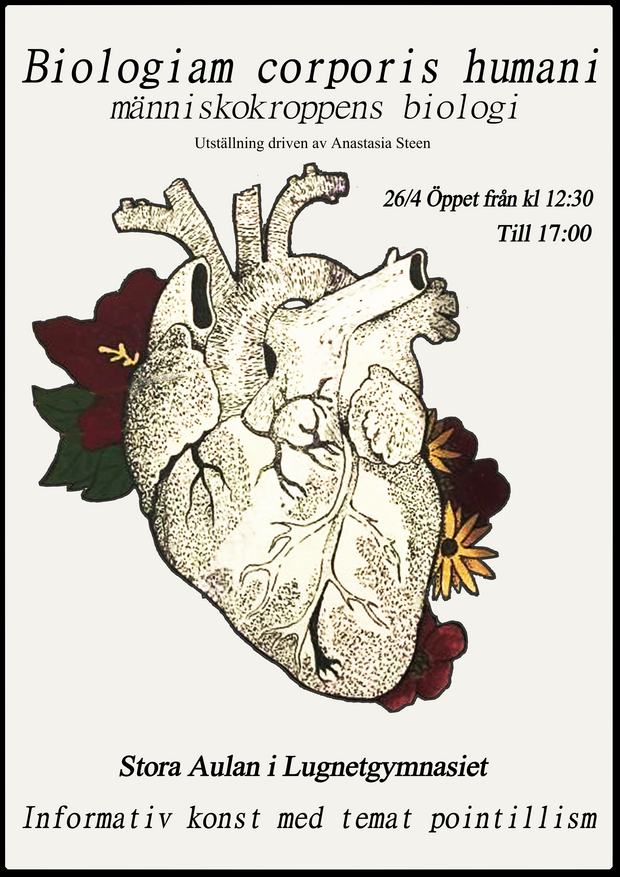 Biologiam corporis humani
människokroppens biologi
Utställning driven av Anastasia Steen
26/4 Öppet från kl 12:30
Till 17:00
Stora Aulan i Lugnetgymnasiet
Informativ konst med temat pointillism